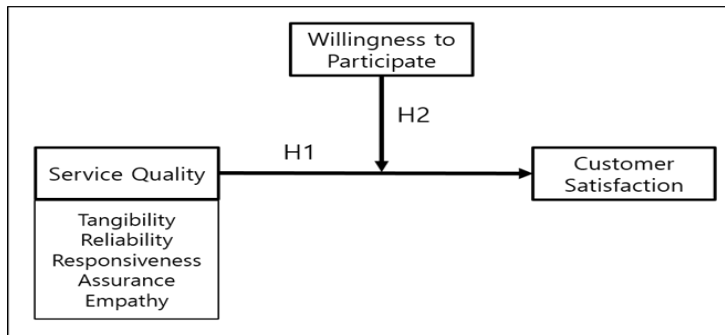 Willingness to
Participate
H2
H1
Service Quality
Customer
Satisfaction
Tangibility
Reliability
Responsiveness
Assurance
Empathy